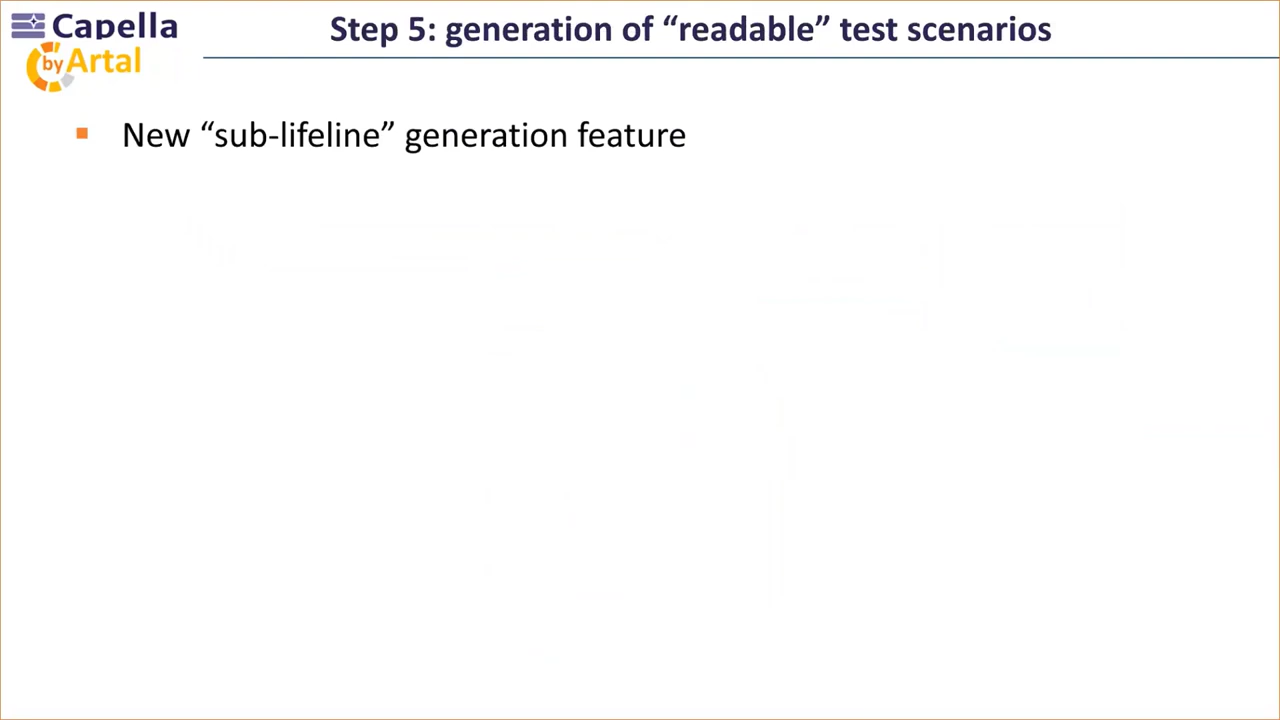 Capella
by Artal
Step 5: generation of “readable” test scenarios
New “sub-lifeline” generation feature